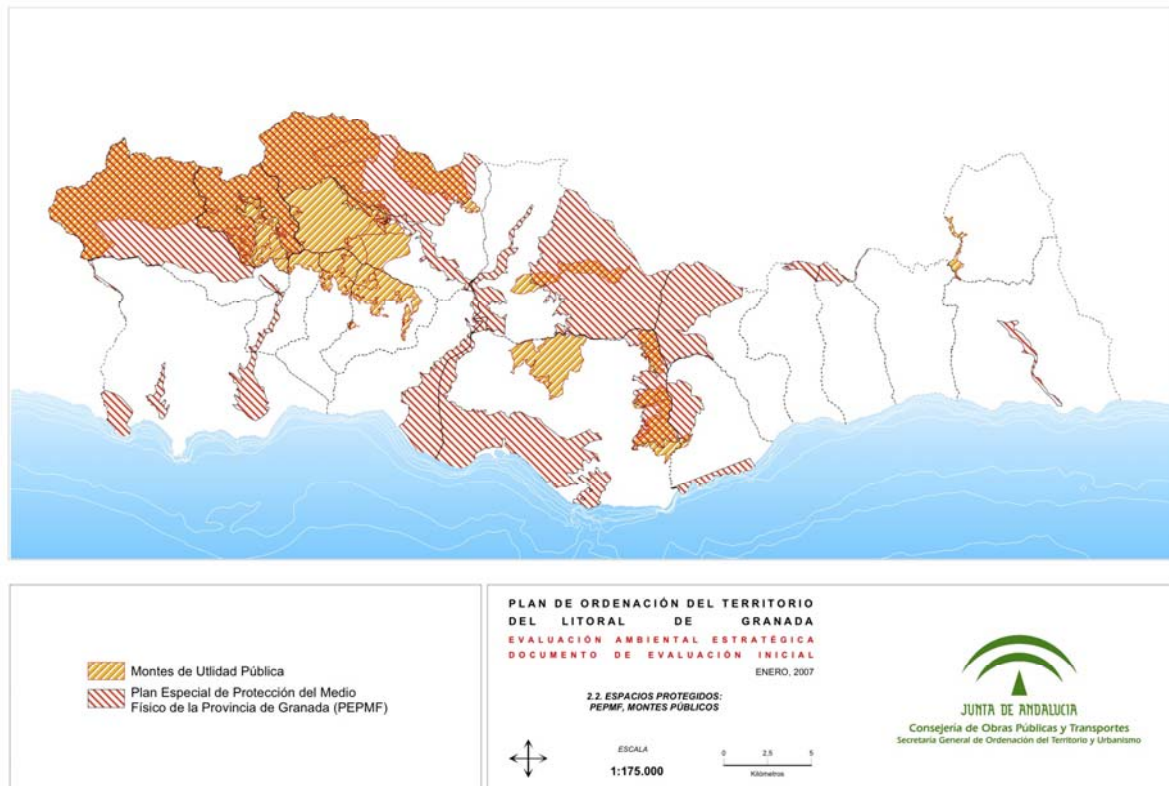 Montes de Utlidad Pública
Plan Especial de Protección del Medio
Físico de la Provincia de Granada (PEPMF)
PLAN DE ORDENACIÓN DEL TERRITORIO
DEL LITORAL DE GRANADA
EVALUACIÓN AMBIENTAL ESTRATÉGICA
DOCUMENTO DE EVALUACIÓN INICIAL
ENERO, 2007
2.2. ESPACIOS PROTEGIDOS:
PEPMF, MONTES PÚBLICOS
ESCALA
1:175.000
0 2,5 5
Kilómetros
JUNTA DE ANDALUCIA
Consejería de Obras Públicas y Transportes
Secretaría General de Ordenación del Territorio y Urbanismo